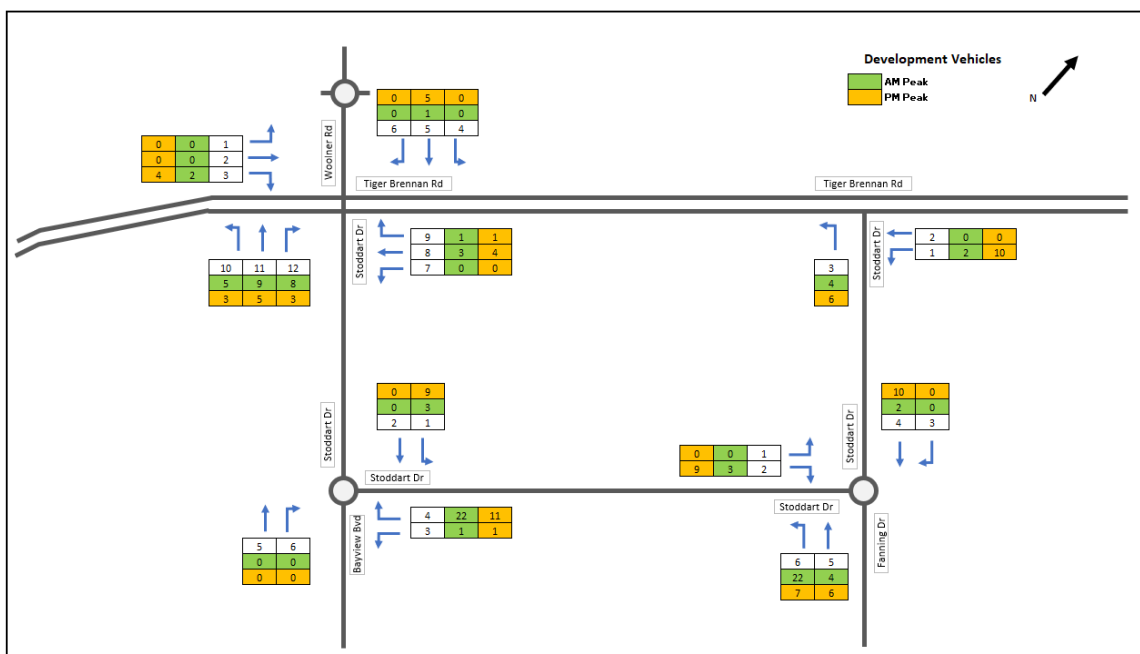 Development Vehicles
AM Peak
PM Peak
N
Woolner Rd
0 5 0
0 1 0
6 5 4
0 0 1
0 0 2
4 2 3
Tiger Brennan Rd
Tiger Brennan Rd
Stoddart Dr
9 1 1
8 3 4
7 0 0
10 11 12
5 9 8
3 5 3
Stoddart Dr
2 0 0
1 2 10
3
4
6
Stoddart Dr
0 9
0 3
2 1
Stoddart Dr
10 0
2 0
4 3
0 0 1
9 3 2
Stoddart Dr
Stoddart Dr
Bayview Bvd
4 22 11
3 1 1
5 6
0 0
0 0
Fanning Dr
6 5
22 4
7 6